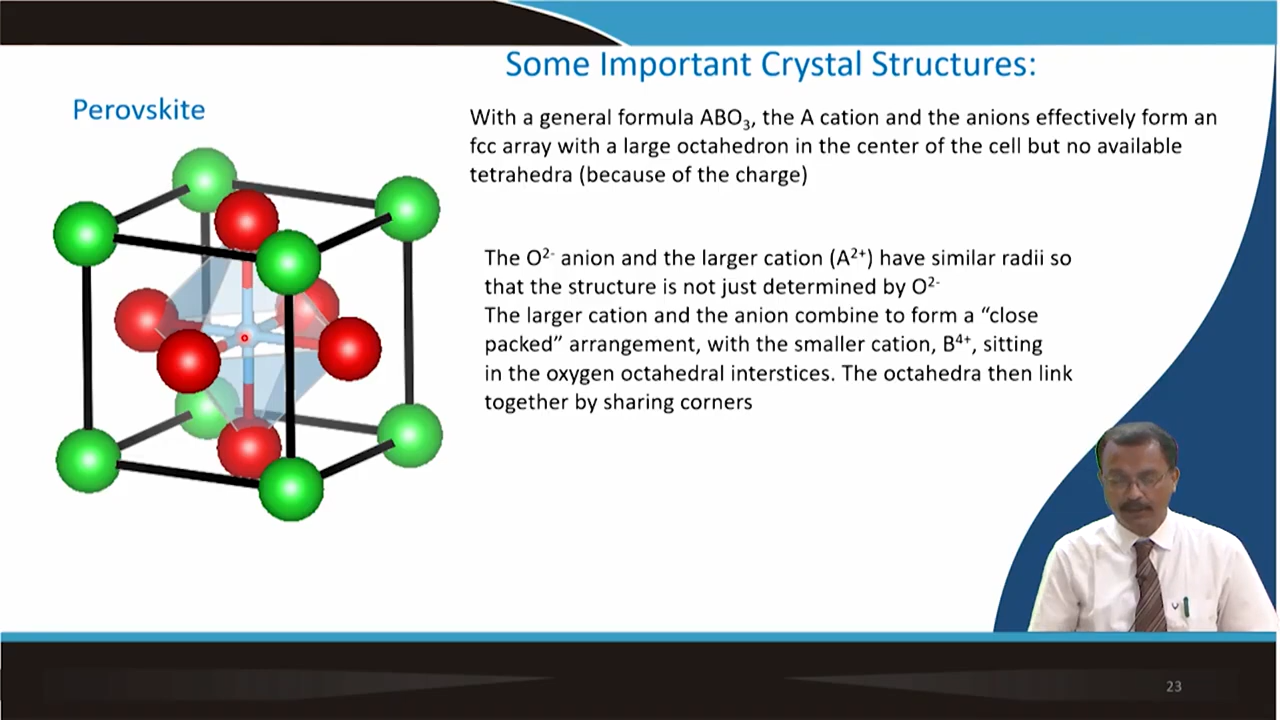 Some Important Crystal Structures:
Perovskite
With a general formula ABO₃, the A cation and the anions effectively form an
fcc array with a large octahedron in the center of the cell but no available
tetrahedra (because of the charge)
The O²⁻ anion and the larger cation (A²⁺) have similar radii so
that the structure is not just determined by O²⁻
The larger cation and the anion combine to form a “close
packed” arrangement, with the smaller cation, B⁴⁺, sitting
in the oxygen octahedral interstices. The octahedra then link
together by sharing corners
23